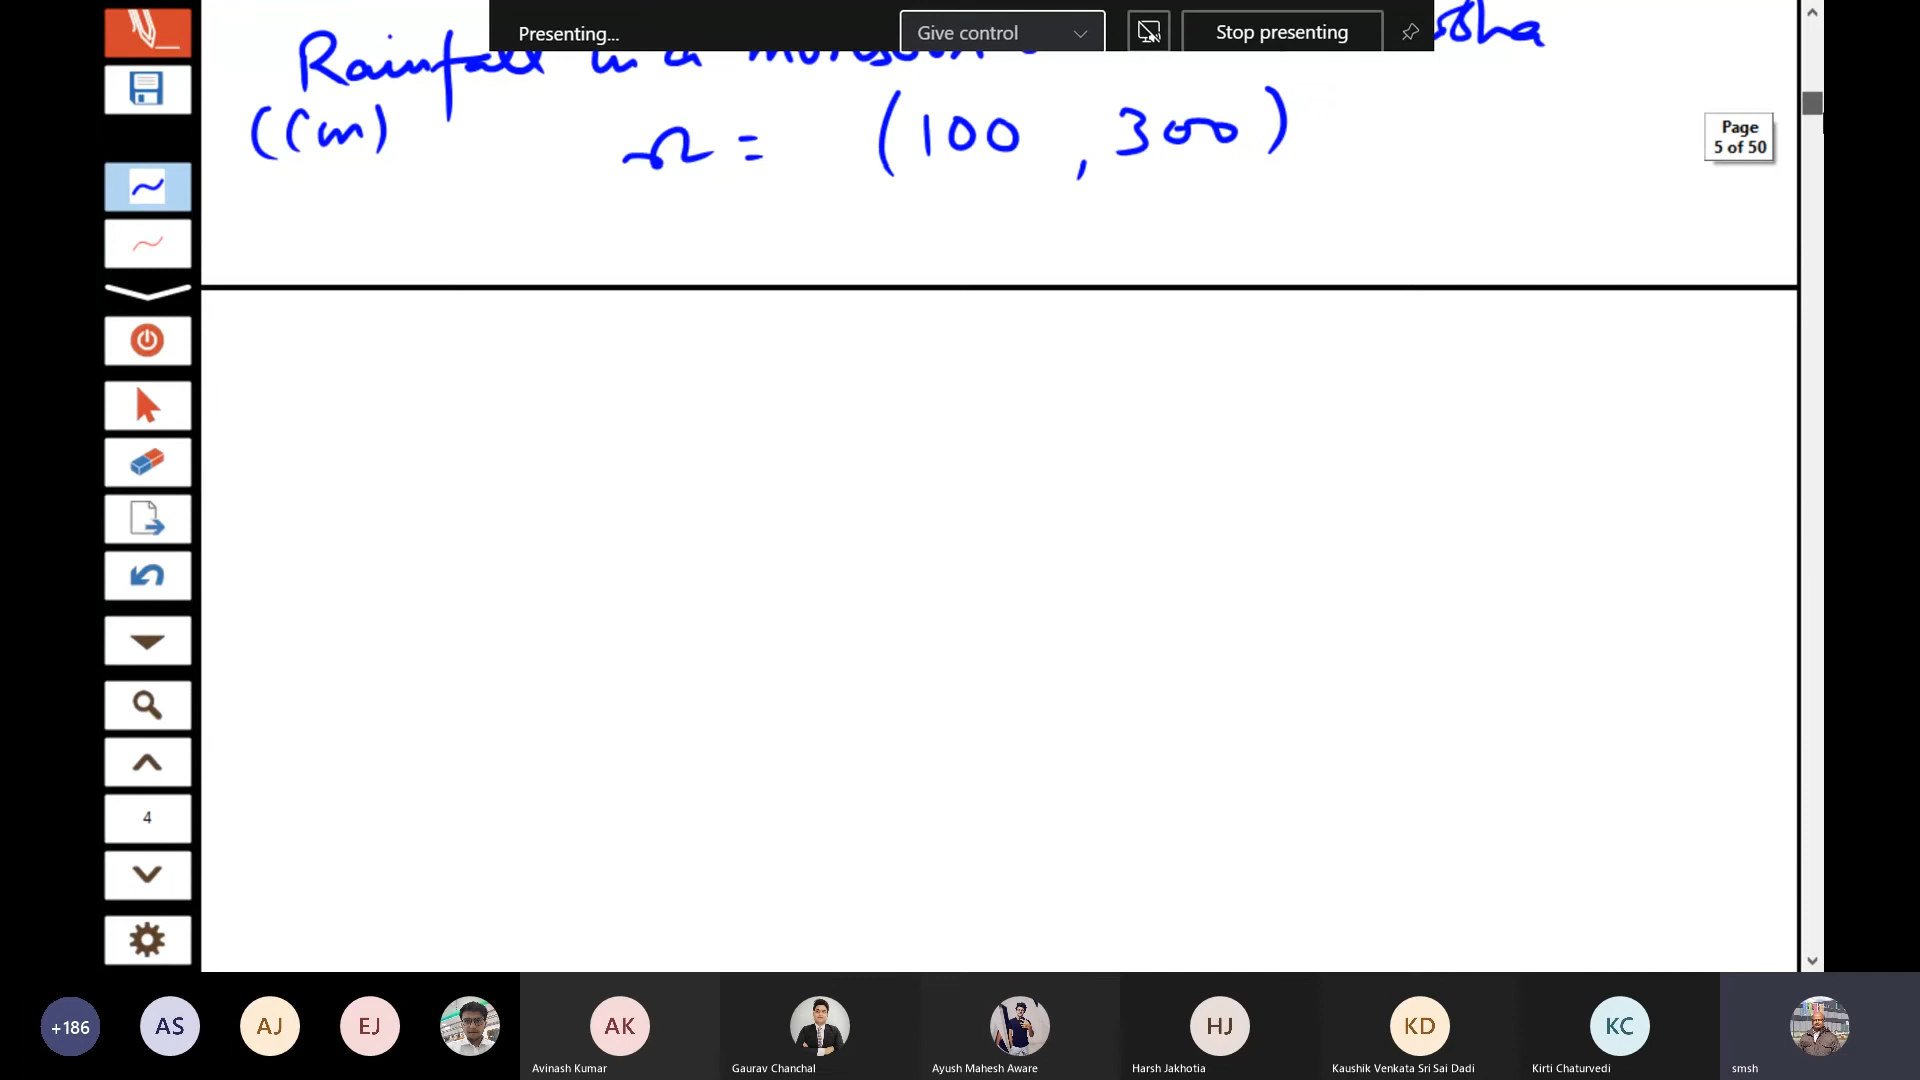 Presenting...
Give control
Stop presenting
Rainfall in a
(Cm)
Ω = (100, 300)
Page
5 of 50
4
+186
AS
AJ
EJ
AK
HJ
KD
KC
Avinash Kumar
Gaurav Chanchal
Ayush Mahesh Aware
Harsh Jakhotia
Kaushik Venkata Sri Sai Dadi
Kirti Chaturvedi
smsh